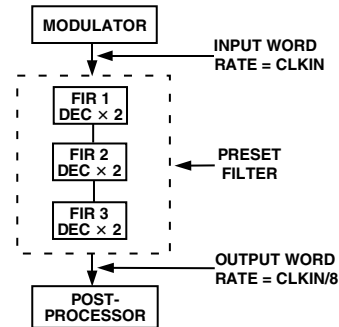 MODULATOR
INPUT WORD
RATE = CLKIN
FIR 1
DEC × 2
FIR 2
DEC × 2
PRESET
FILTER
FIR 3
DEC × 2
OUTPUT WORD
RATE = CLKIN/8
POST-
PROCESSOR